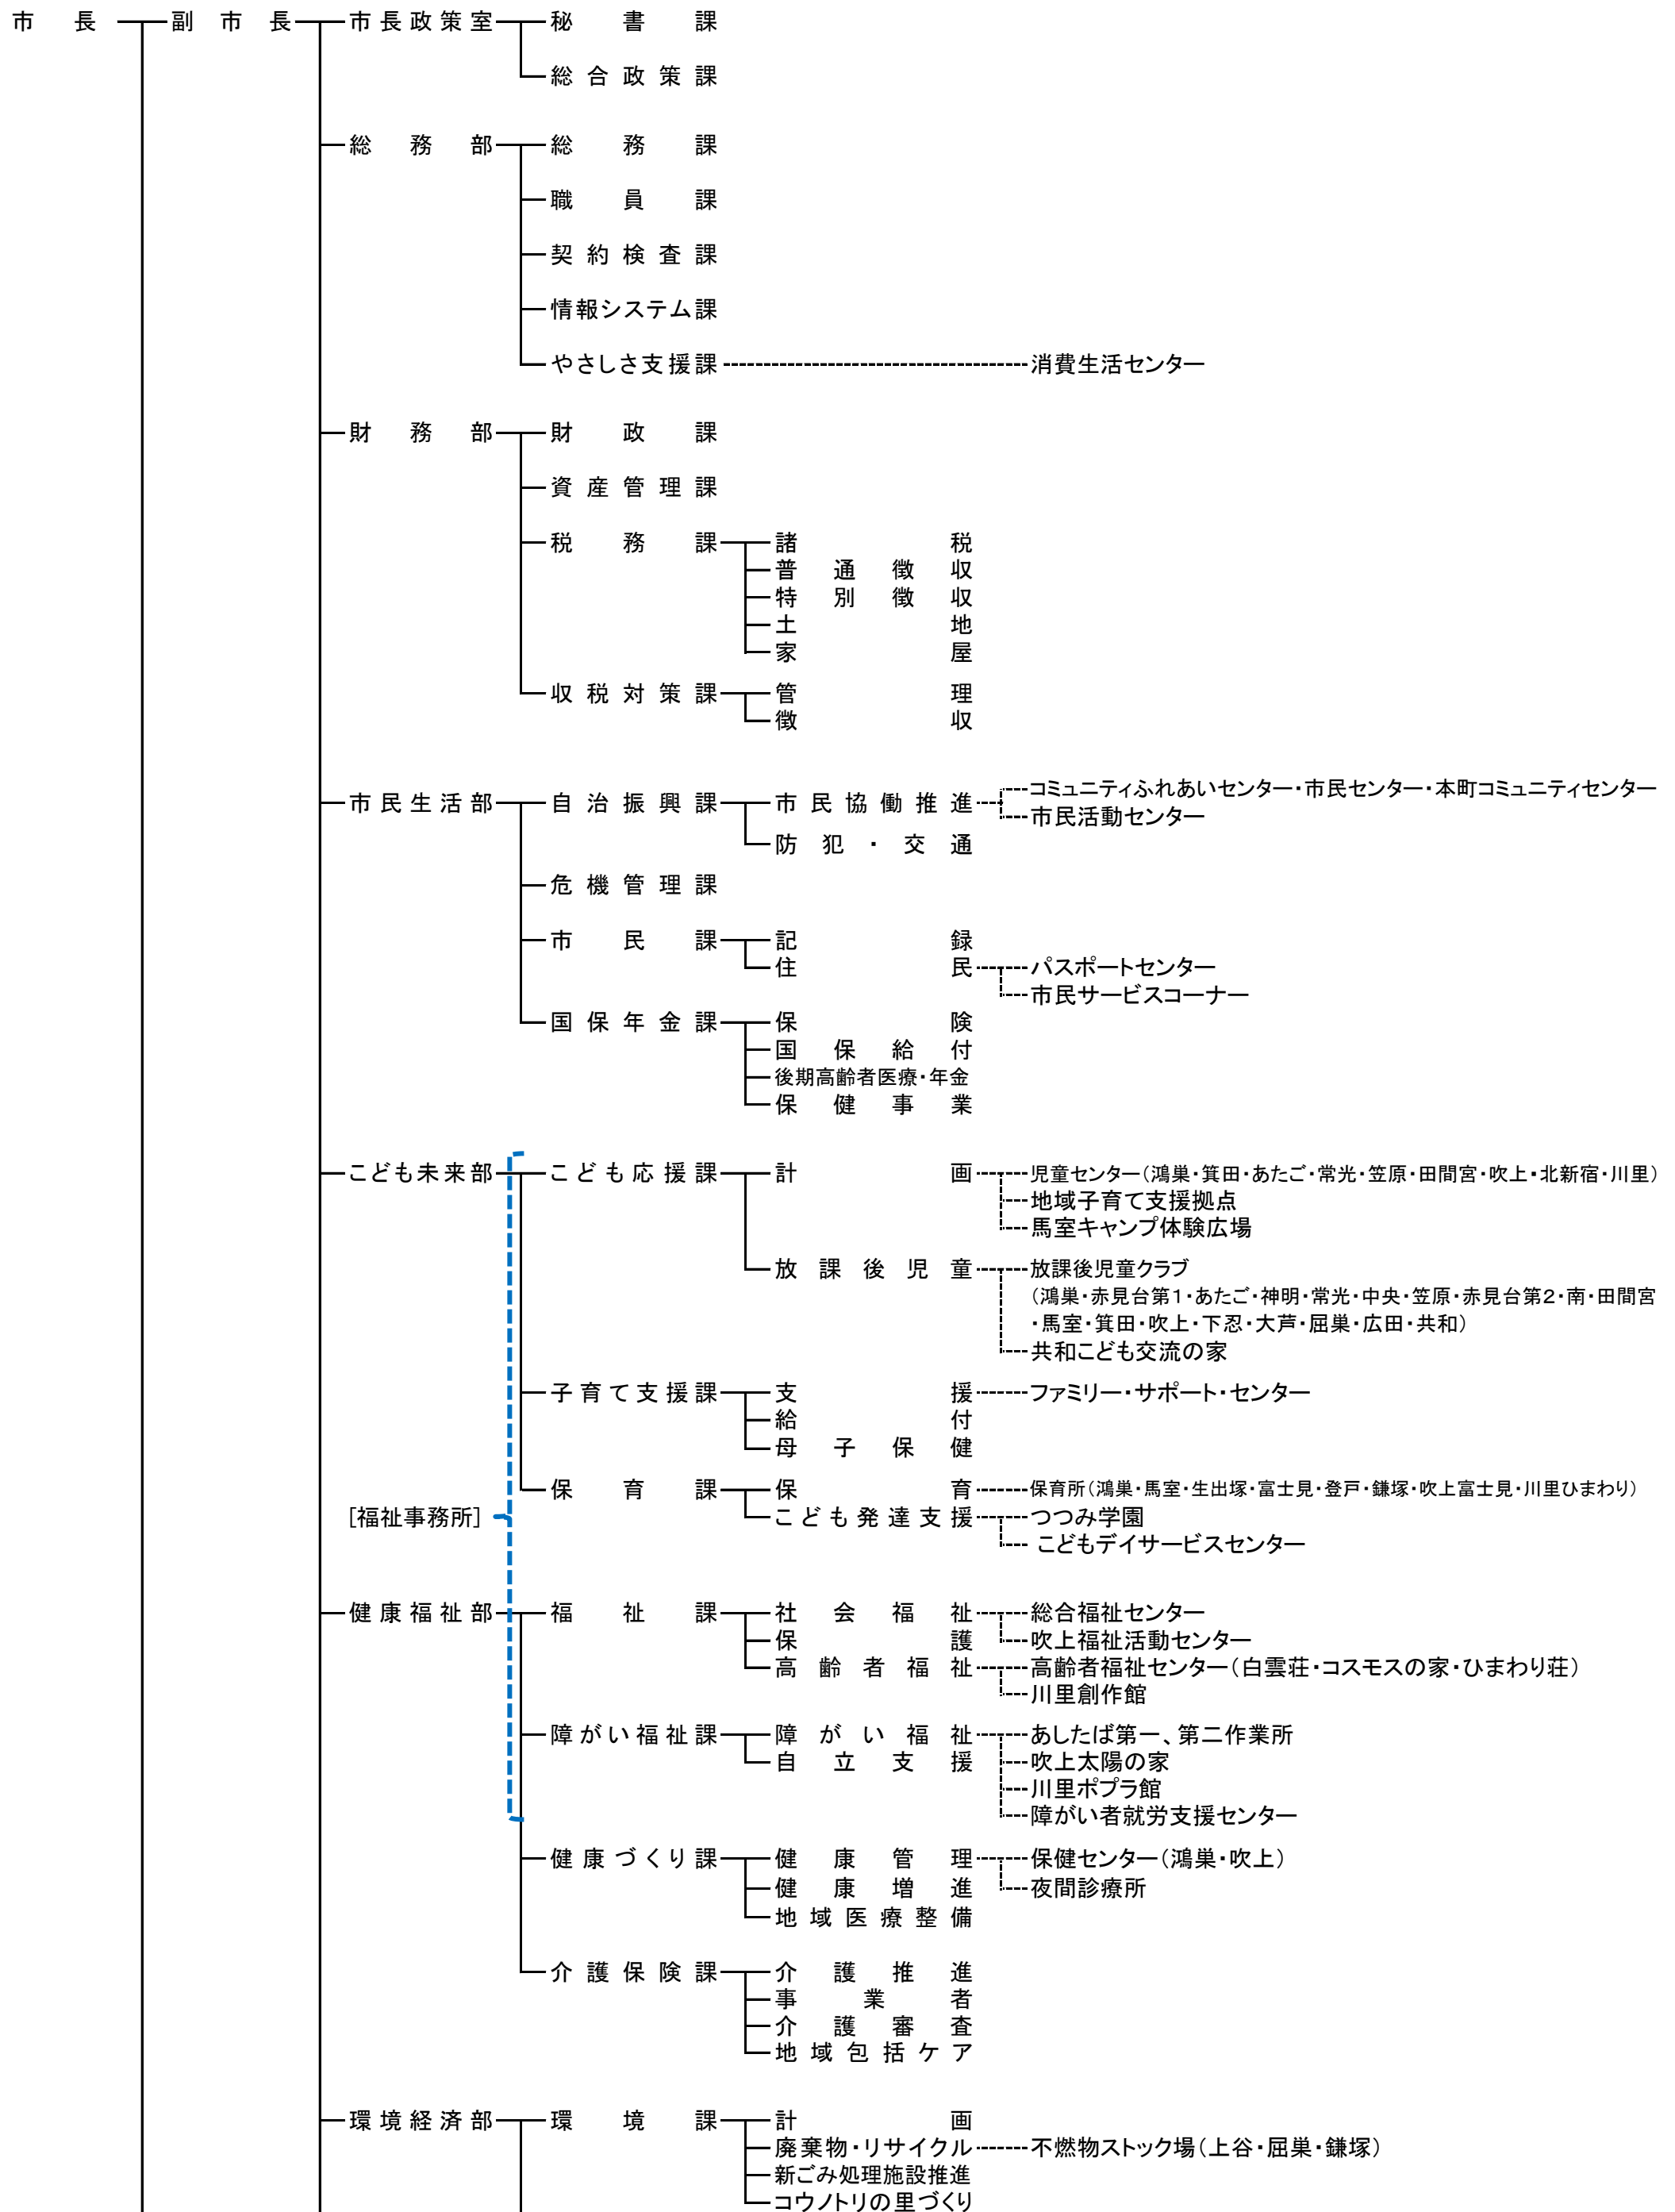 市長 副市長 市長政策室 秘書課
総合政策課
総務部 総務課
職員課
契約検査課
情報システム課
やさしさ支援課 消費生活センター
財務部 財政課
資産管理課
税務課 諸税
普通徴収
特別徴収
土地
家屋
収税対策課 管理
徴収
コミュニティふれあいセンター・市民センター・本町コミュニティセンター
市民生活部 自治振興課 市民協働推進
市民活動センター
防犯・交通
危機管理課
市民課 記録
住民 パスポートセンター
市民サービスコーナー
国保年金課 保険
国保給付
後期高齢者医療・年金
保健事業
こども未来部 こども応援課 計画 児童センター(鴻巣・箕田・あたご・常光・笠原・田間宮・吹上・北新宿・川里)
地域子育て支援拠点
馬室キャンプ体験広場
放課後児童 放課後児童クラブ
(鴻巣・赤見台第1・あたご・神明・常光・中央・笠原・赤見台第2・南・田間宮
・馬室・箕田・吹上・下忍・大芦・屈巣・広田・共和)
共和こども交流の家
子育て支援課 支援 ファミリー・サポート・センター
給付
母子保健
保育課 保育 保育所(鴻巣・馬室・生出塚・富士見・登戸・鎌塚・吹上富士見・川里ひまわり)
[福祉事務所] こども発達支援 つつみ学園
こどもデイサービスセンター
健康福祉部 福祉課 社会福祉 総合福祉センター
保護 吹上福祉活動センター
高齢者福祉 高齢者福祉センター(白雲荘・コスモスの家・ひまわり荘)
川里創作館
障がい福祉課 障がい福祉 あしたば第一、第二作業所
自立支援 吹上太陽の家
川里ポプラ館
障がい者就労支援センター
健康づくり課 健康管理 保健センター(鴻巣・吹上)
健康増進 夜間診療所
地域医療整備
介護保険課 介護推進
事業者
介護審査
地域包括ケア
環境経済部 環境課 計画
廃棄物・リサイクル 不燃物ストック場(上谷・屈巣・鎌塚)
新ごみ処理施設推進
コウノトリの里づくり